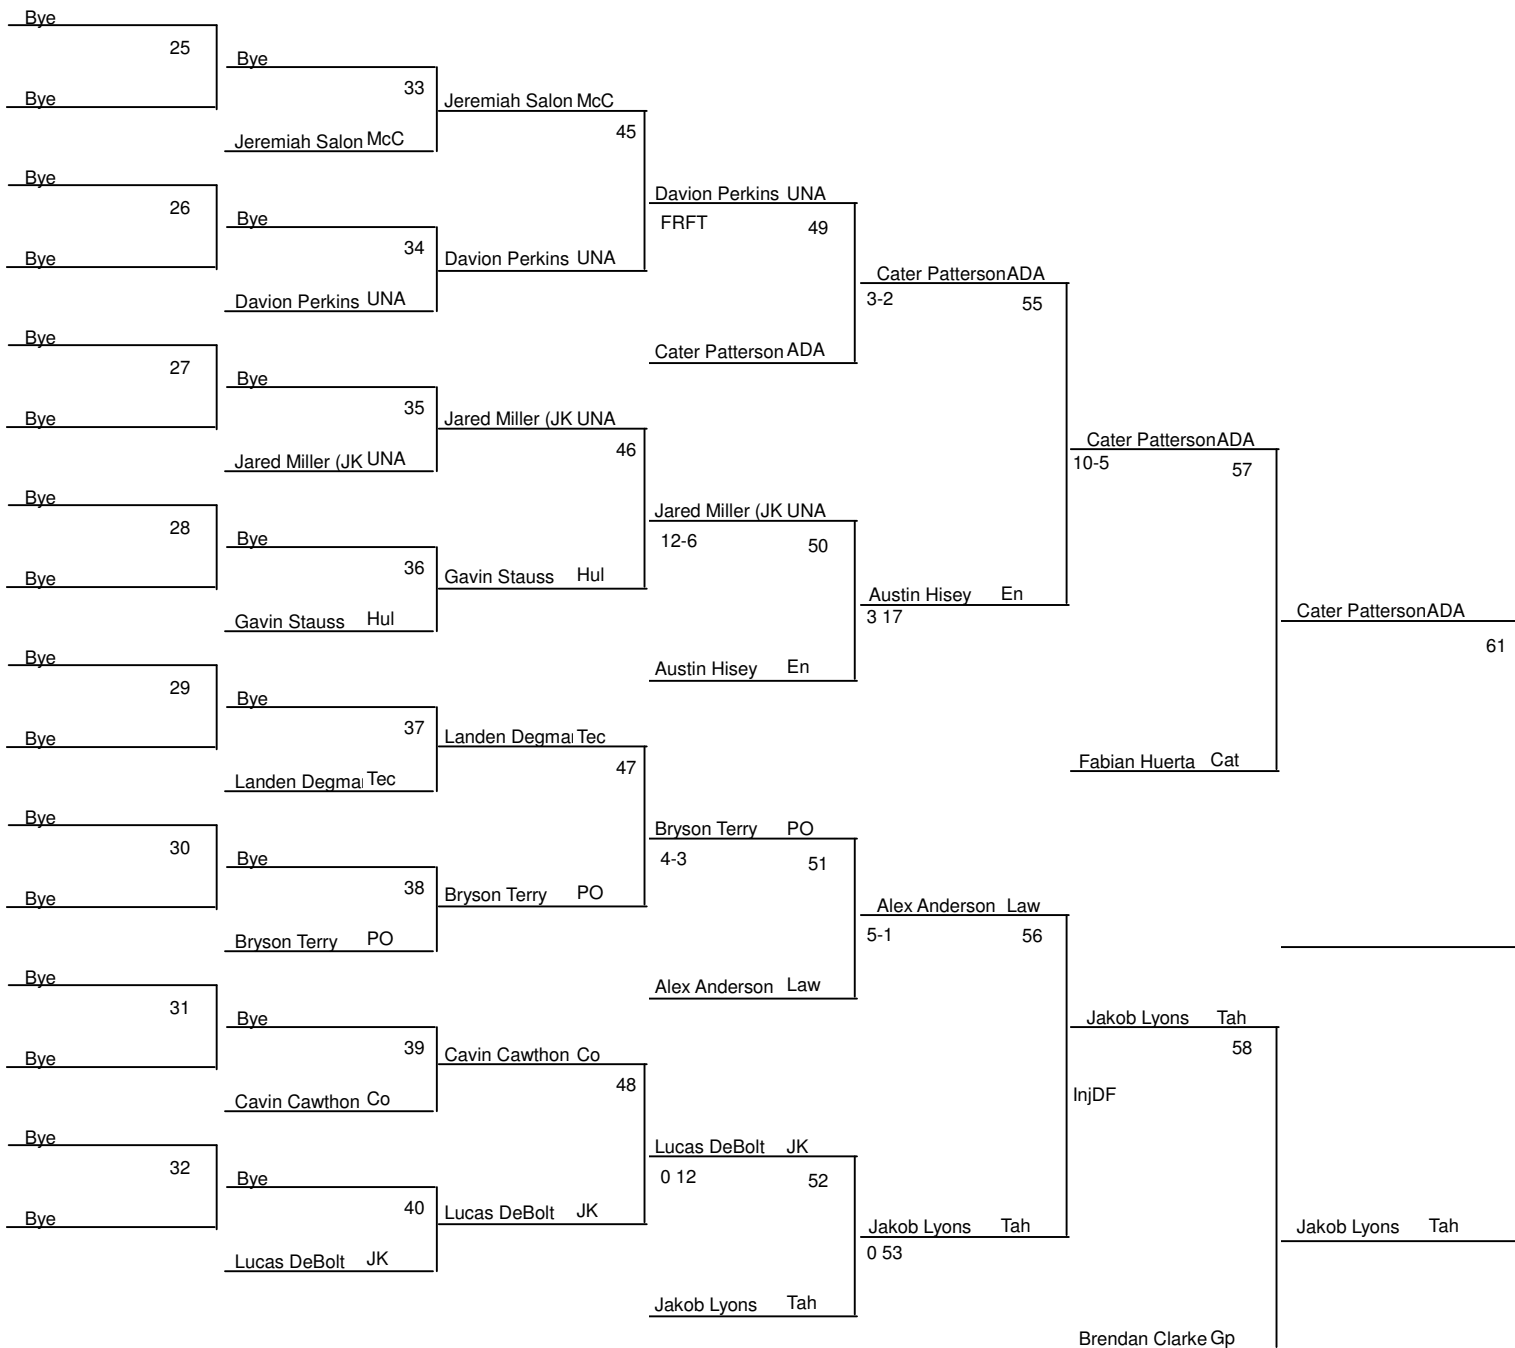 Bye
25
Bye
Bye
33
Jeremiah Salon McC
45
Bye
Jeremiah Salon McC
Bye
26
Davion Perkins UNA
Bye
FRFT
49
34
Bye
Davion Perkins UNA
Cater Patterson ADA
Davion Perkins UNA
3-2
55
Bye
27
Cater Patterson ADA
Bye
35
Jared Miller (JK UNA
Bye
46
Cater Patterson ADA
Jared Miller (JK UNA
10-5
57
Bye
Jared Miller (JK UNA
28
12-6
50
Bye
36
Gavin Stauss Hul
Bye
Austin Hisey En
Gavin Stauss Hul
3 17
Cater Patterson ADA
61
Bye
Austin Hisey En
29
Bye
37
Landen Degmar Tec
Bye
Fabian Huerta Cat
47
Landen Degmar Tec
Bye
Bryson Terry PO
30
4-3
51
Bye
38
Bryson Terry PO
Bye
Alex Anderson Law
Bryson Terry PO
5-1
56
Bye
Alex Anderson Law
31
Bye
Jakob Lyons Tah
39
Cavin Cawthon Co
58
Bye
48
Cavin Cawthon Co
InjDF
Bye
Lucas DeBolt JK
32
0 12
52
Bye
40
Lucas DeBolt JK
Bye
Jakob Lyons Tah
Jakob Lyons Tah
Lucas DeBolt JK
0 53
Jakob Lyons Tah
Brendan Clarke Gp